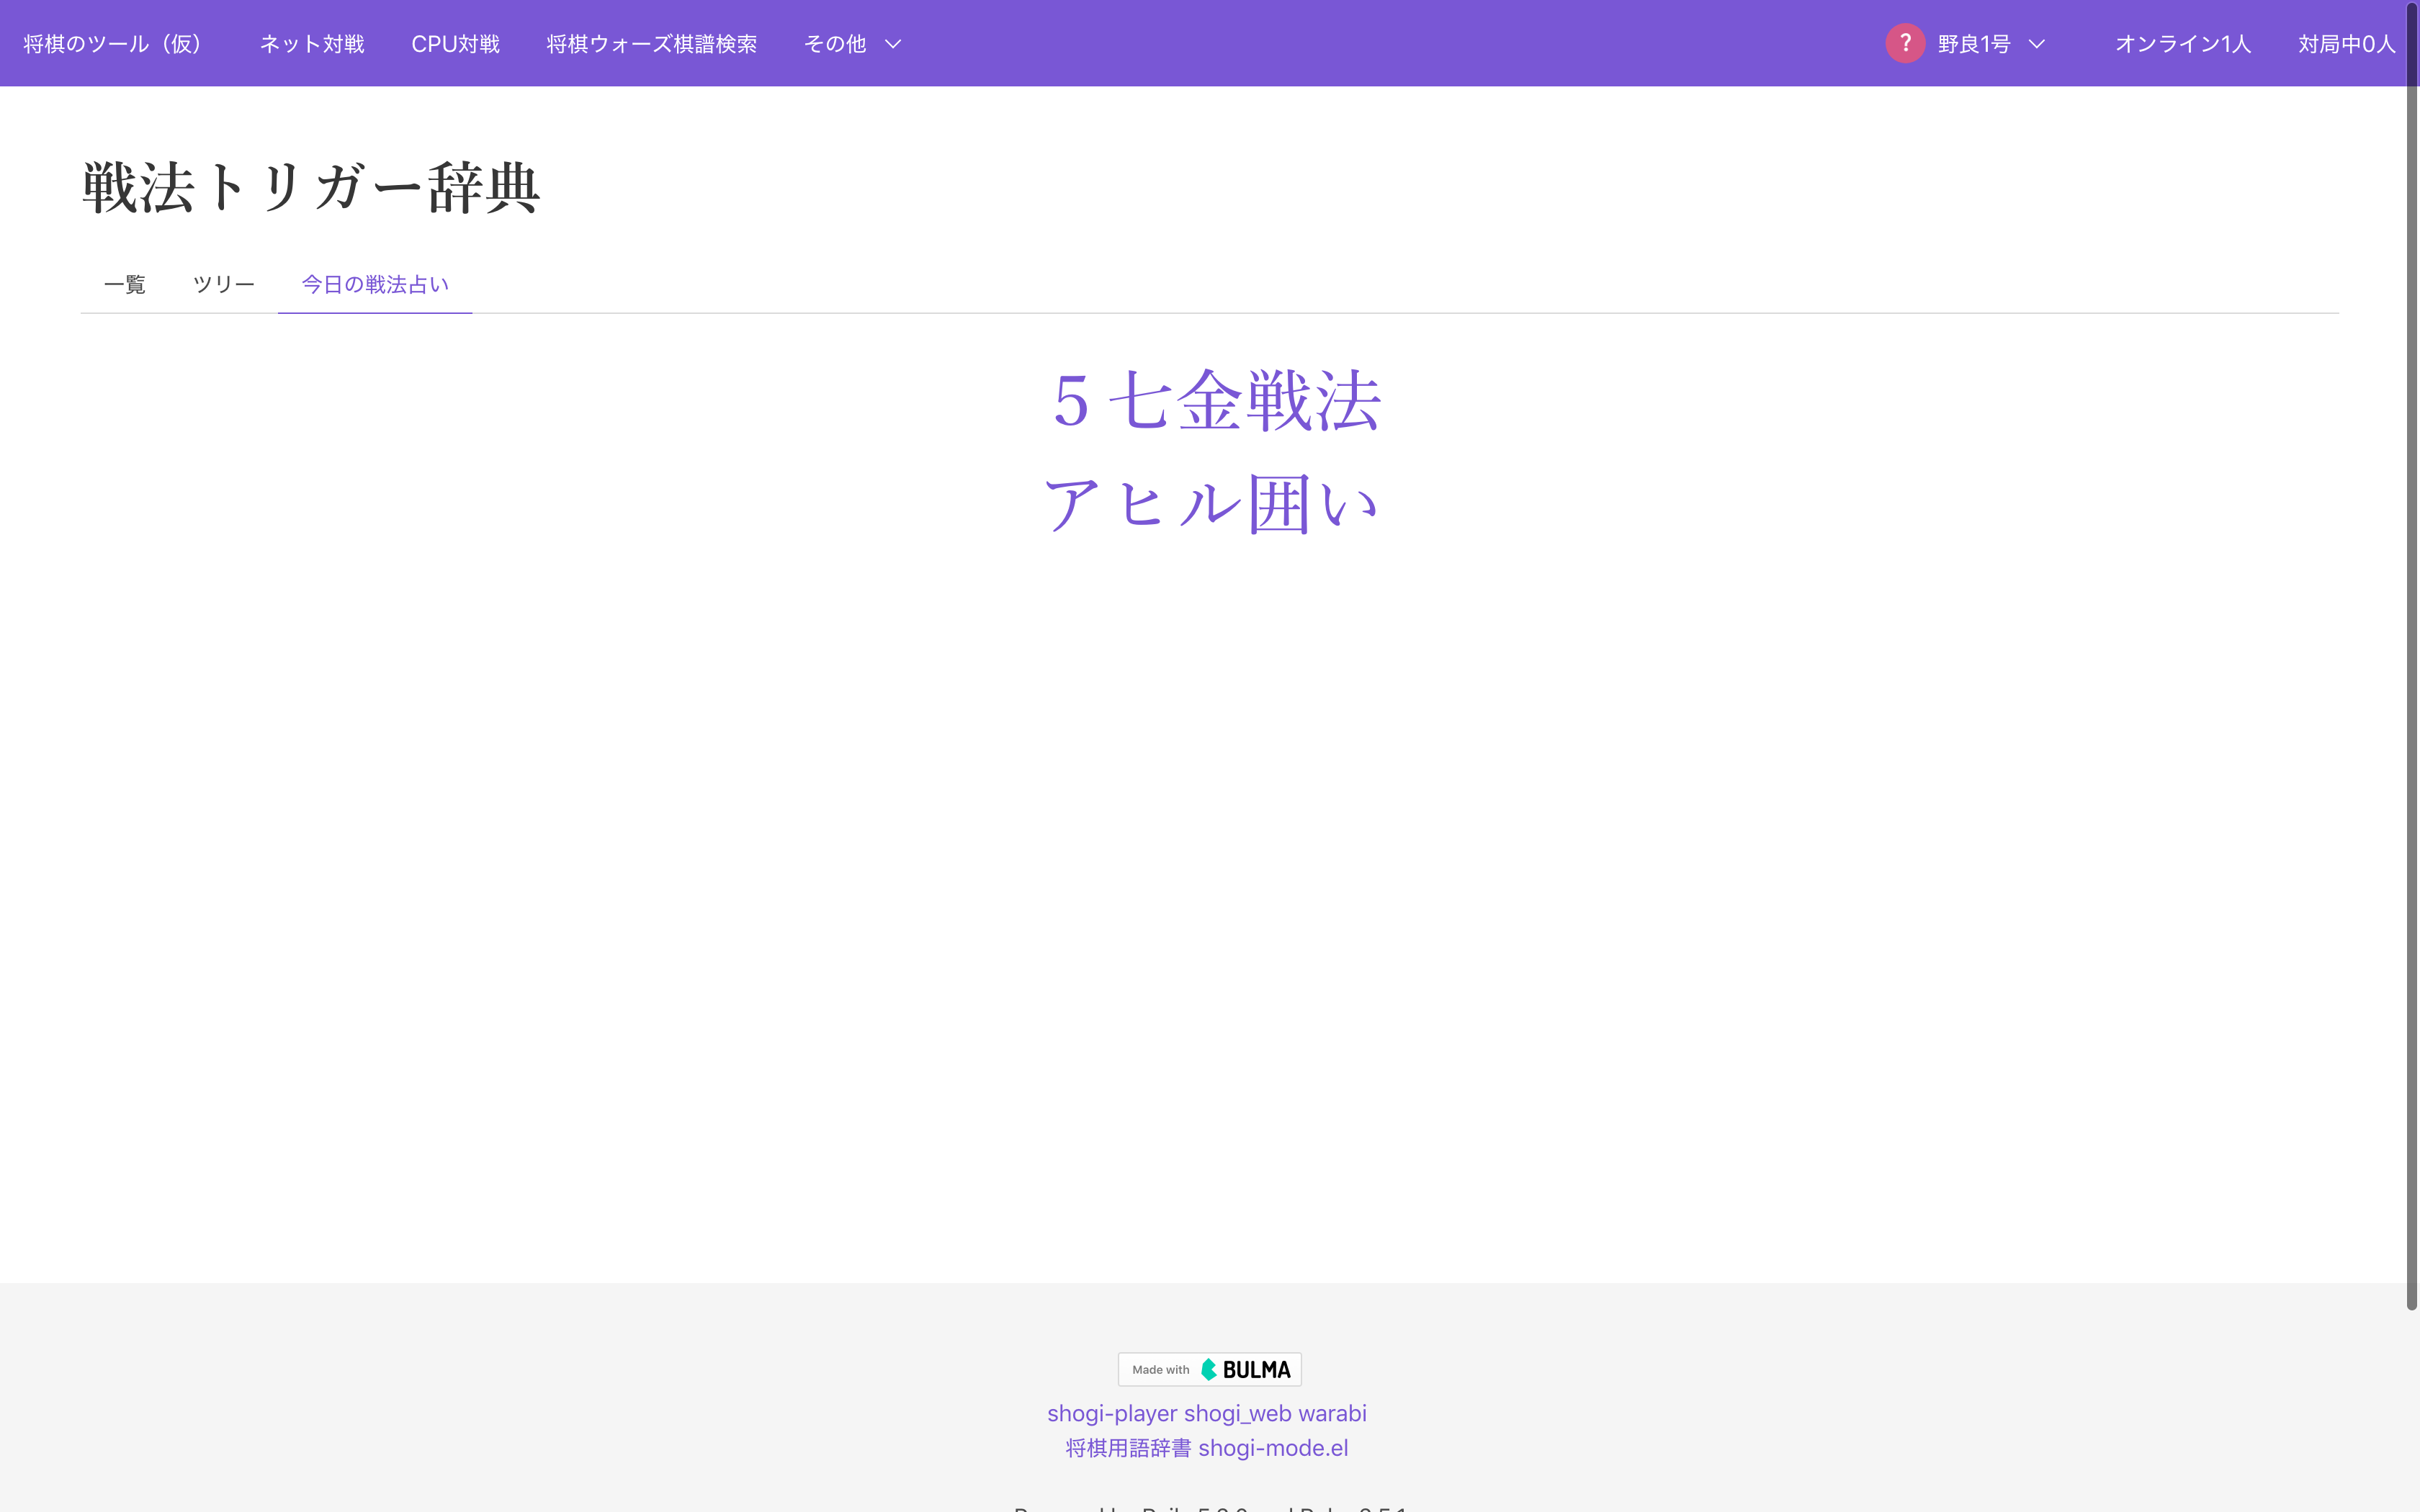 将棋のツール（仮） ネット対戦 CPU対戦 将棋ウォーズ棋譜検索 その他 ? 野良1号 オンライン1人 対局中0人
戦法トリガー辞典
一覧 ツリー 今日の戦法占い
５七金戦法
アヒル囲い
Made with BULMA
shogi-player shogi_web warabi
将棋用語辞書 shogi-mode.el